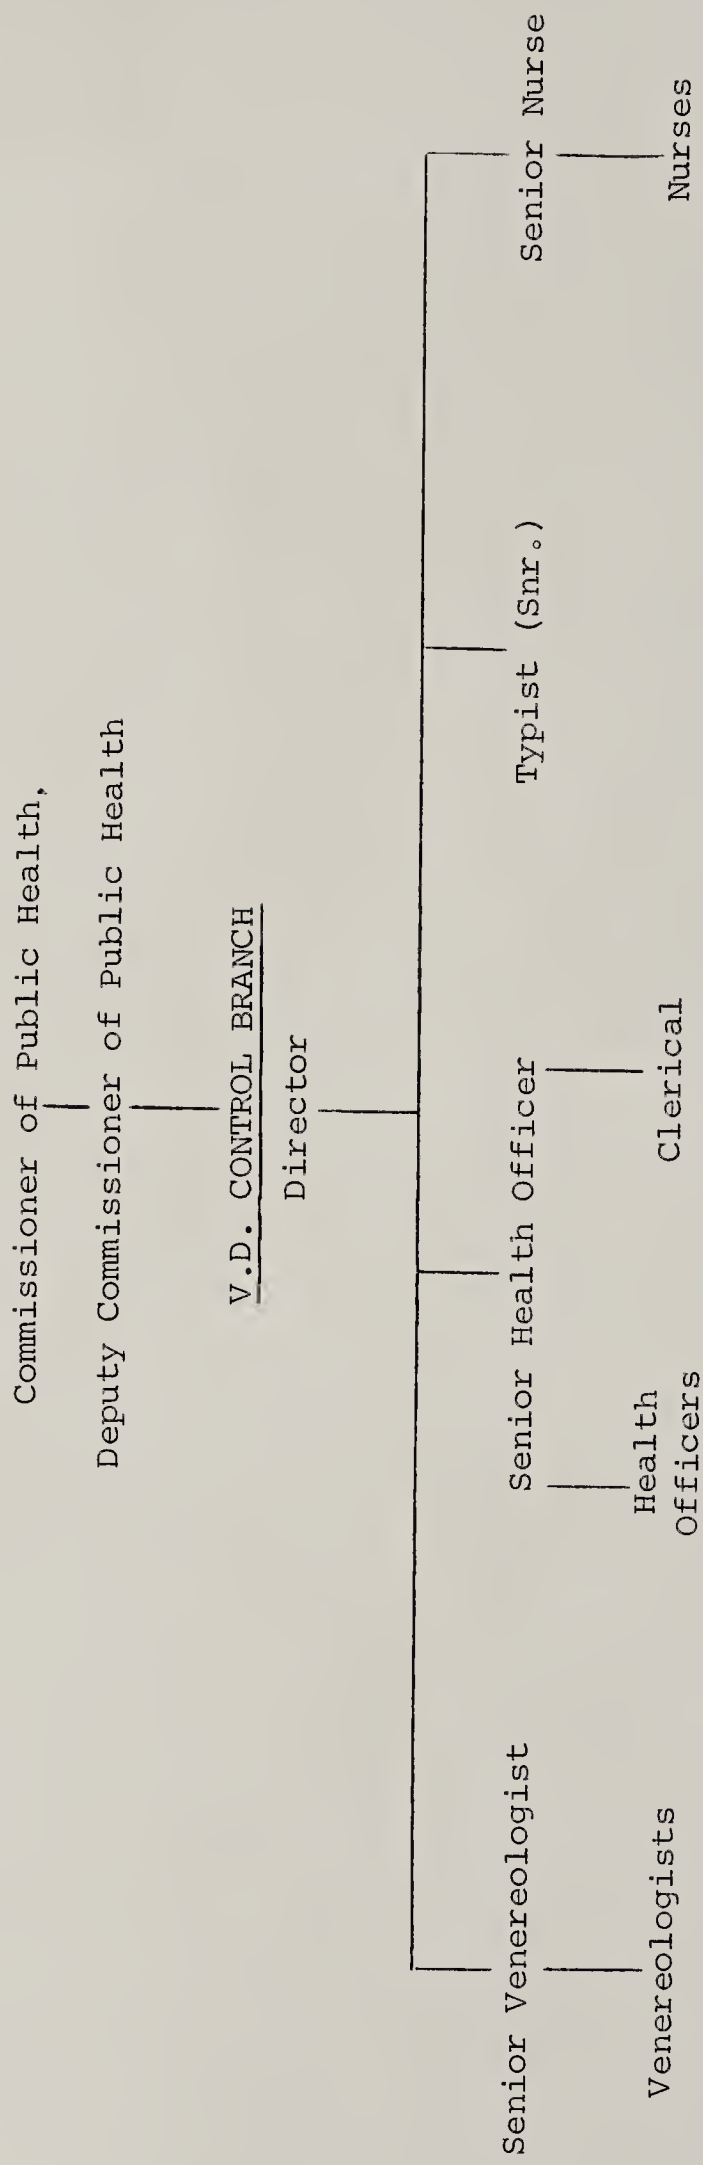 Commissioner of Public Health,
Deputy Commissioner of Public Health
V.D. CONTROL BRANCH
Director
Senior Venereologist
Senior Health Officer
Typist (Snr.)
Senior Nurse
Venereologists
Health
Officers
Clerical
Nurses